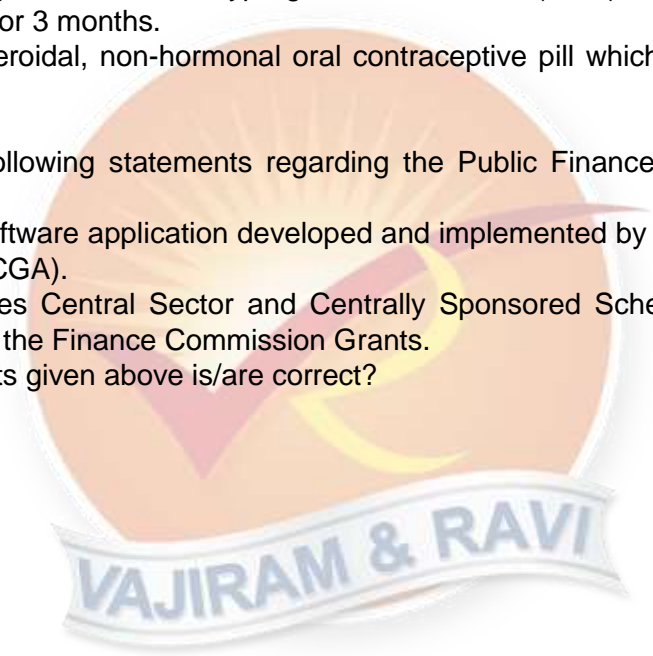 or 3 months.
eroidal, non-hormonal oral contraceptive pill which
ollowing statements regarding the Public Finance
ftware application developed and implemented by
CGA).
es Central Sector and Centrally Sponsored Sche
the Finance Commission Grants.
ts given above is/are correct?
VAJIRAM & RAVI